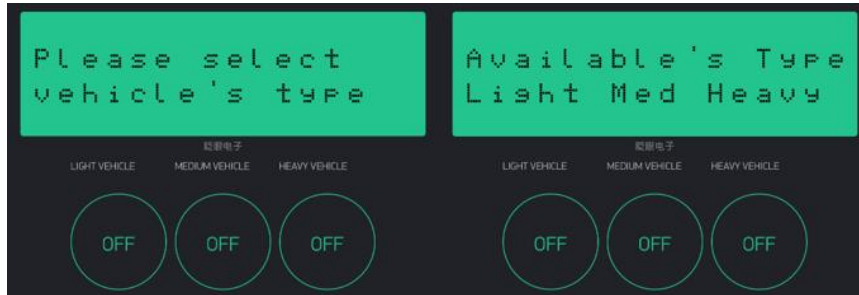 Please select
vehicle's type
Available's Type
Light Med Heavy
LIGHT VEHICLE MEDIUM VEHICLE HEAVY VEHICLE
LIGHT VEHICLE MEDIUM VEHICLE HEAVY VEHICLE
OFF OFF OFF
OFF OFF OFF